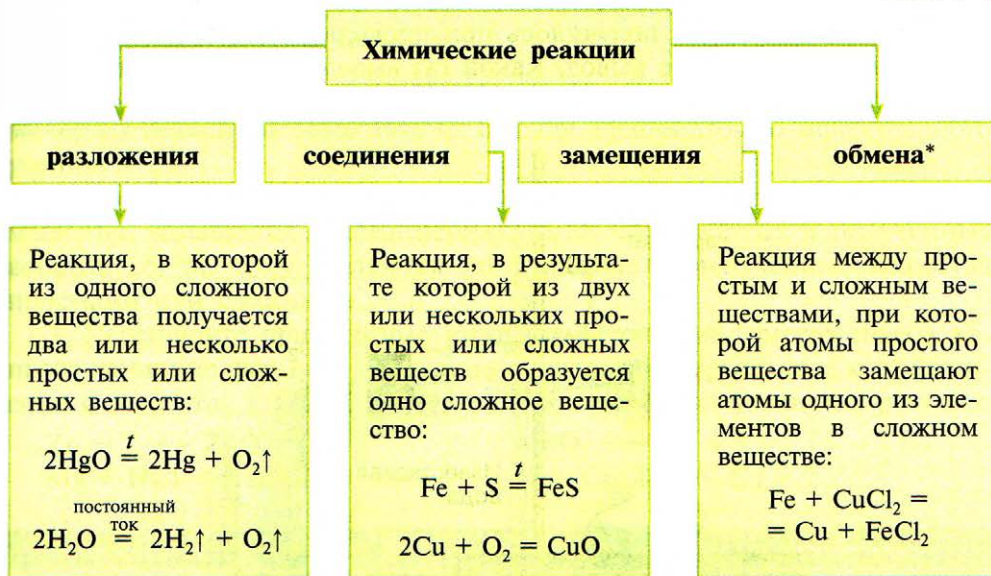 Химические реакции
разложения
соединения
замещения
обмена*
Реакция, в которой
из одного сложного
вещества получается
два или несколько
простых или слож-
ных веществ:
t
2HgO = 2Hg + O₂↑
постоянный
ток
2H₂O = 2H₂↑ + O₂↑
Реакция, в результа-
те которой из двух
или нескольких про-
стых или сложных
веществ образуется
одно сложное веще-
ство:
t
Fe + S = FeS
2Cu + O₂ = CuO
Реакция между про-
стым и сложным ве-
ществами, при кото-
рой атомы простого
вещества замещают
атомы одного из эле-
ментов в сложном
веществе:
Fe + CuCl₂ =
= Cu + FeCl₂